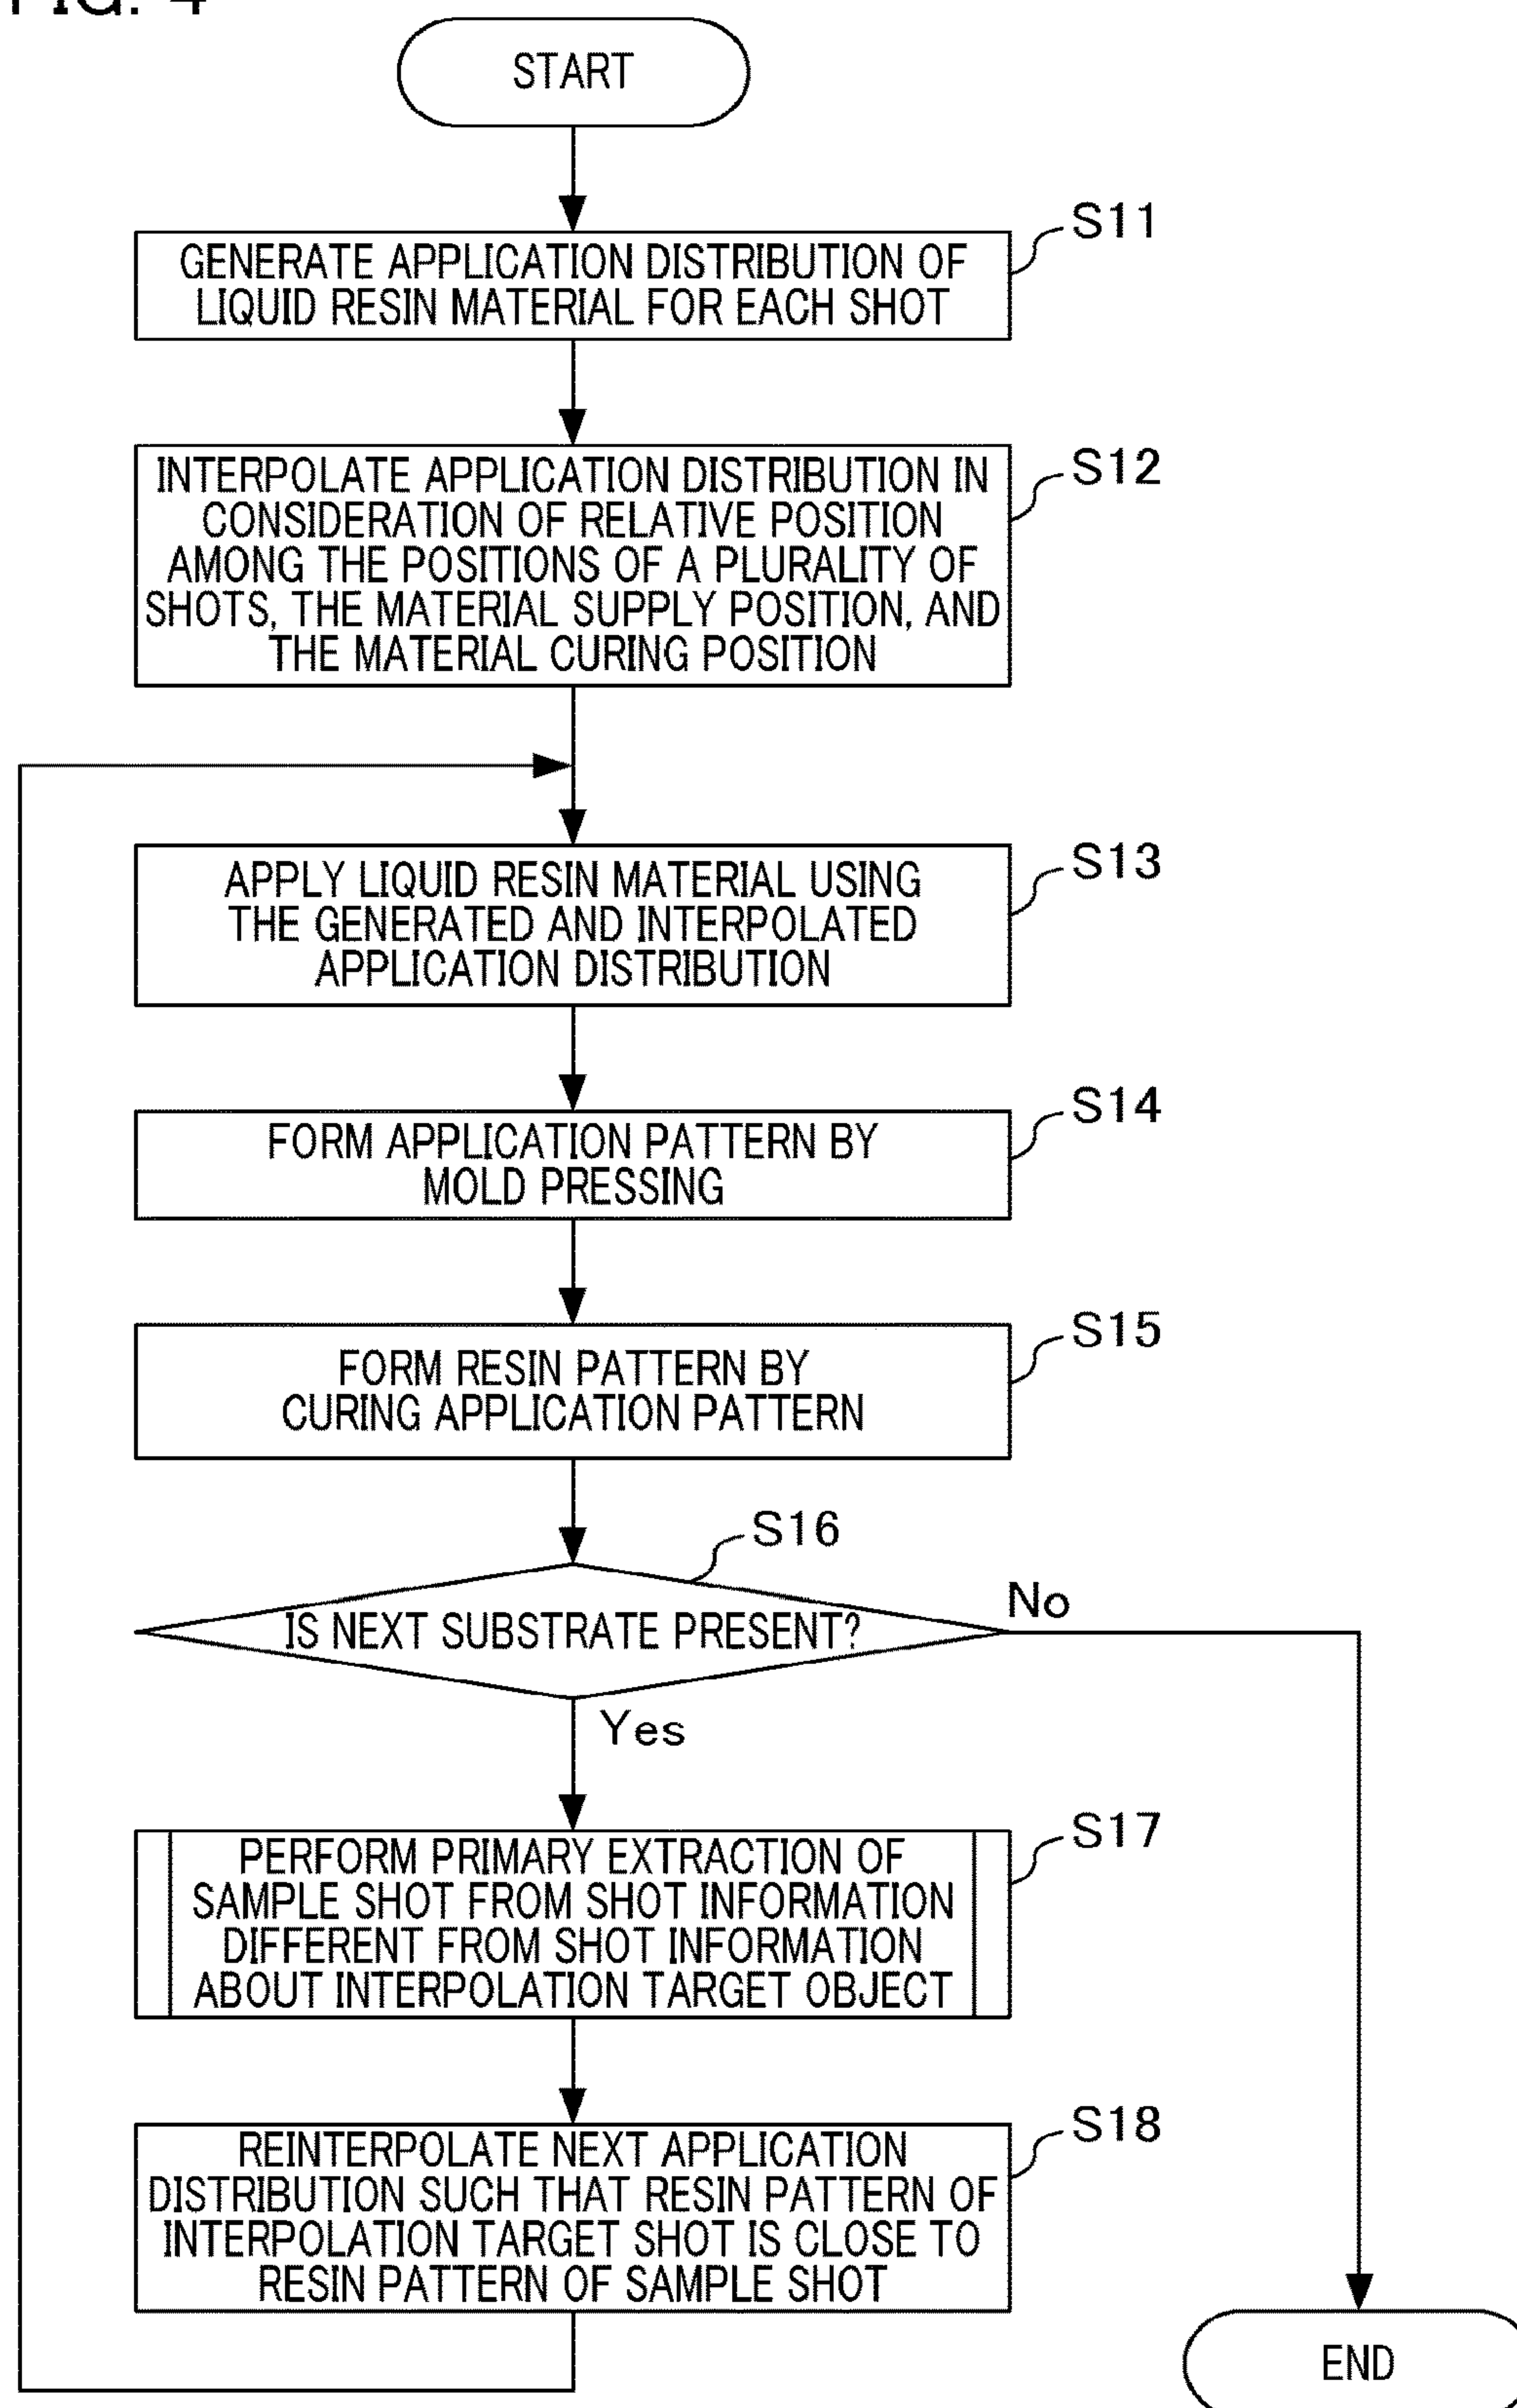 FIG. 4
START
S11
GENERATE APPLICATION DISTRIBUTION OF
LIQUID RESIN MATERIAL FOR EACH SHOT
S12
INTERPOLATE APPLICATION DISTRIBUTION IN
CONSIDERATION OF RELATIVE POSITION
AMONG THE POSITIONS OF A PLURALITY OF
SHOTS, THE MATERIAL SUPPLY POSITION, AND
THE MATERIAL CURING POSITION
S13
APPLY LIQUID RESIN MATERIAL USING
THE GENERATED AND INTERPOLATED
APPLICATION DISTRIBUTION
S14
FORM APPLICATION PATTERN BY
MOLD PRESSING
S15
FORM RESIN PATTERN BY
CURING APPLICATION PATTERN
S16
IS NEXT SUBSTRATE PRESENT?
No
Yes
S17
PERFORM PRIMARY EXTRACTION OF
SAMPLE SHOT FROM SHOT INFORMATION
DIFFERENT FROM SHOT INFORMATION
ABOUT INTERPOLATION TARGET OBJECT
S18
REINTERPOLATE NEXT APPLICATION
DISTRIBUTION SUCH THAT RESIN PATTERN OF
INTERPOLATION TARGET SHOT IS CLOSE TO
RESIN PATTERN OF SAMPLE SHOT
END